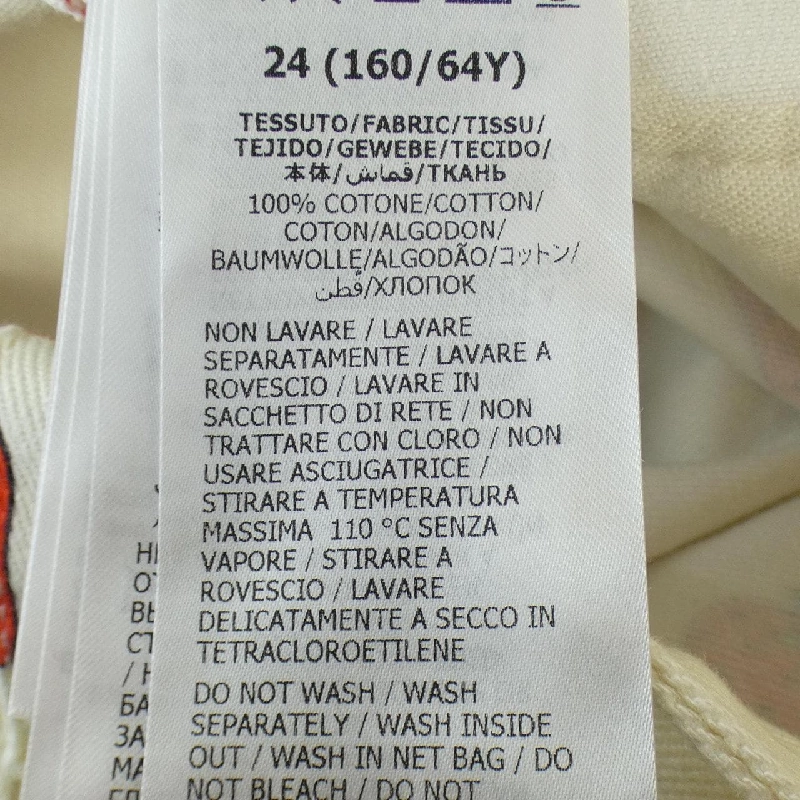 24 (160/64Y)
TESSUTO/FABRIC/TISSU/
TEJIDO/GEWEBE/TECIDO/
本体/قماش/ТКАНЬ
100% COTONE/COTTON/
COTON/ALGODON/
BAUMWOLLE/ALGODÃO/コットン/
قطن/ХЛОПОК
NON LAVARE / LAVARE
SEPARATAMENTE / LAVARE A
ROVESCIO / LAVARE IN
SACCHETTO DI RETE / NON
TRATTARE CON CLORO / NON
USARE ASCIUGATRICE /
STIRARE A TEMPERATURA
MASSIMA 110 °C SENZA
VAPORE / STIRARE A
ROVESCIO / LAVARE
DELICATAMENTE A SECCO IN
TETRACLOROETILENE
DO NOT WASH / WASH
SEPARATELY / WASH INSIDE
OUT / WASH IN NET BAG / DO
NOT BLEACH / DO NOT